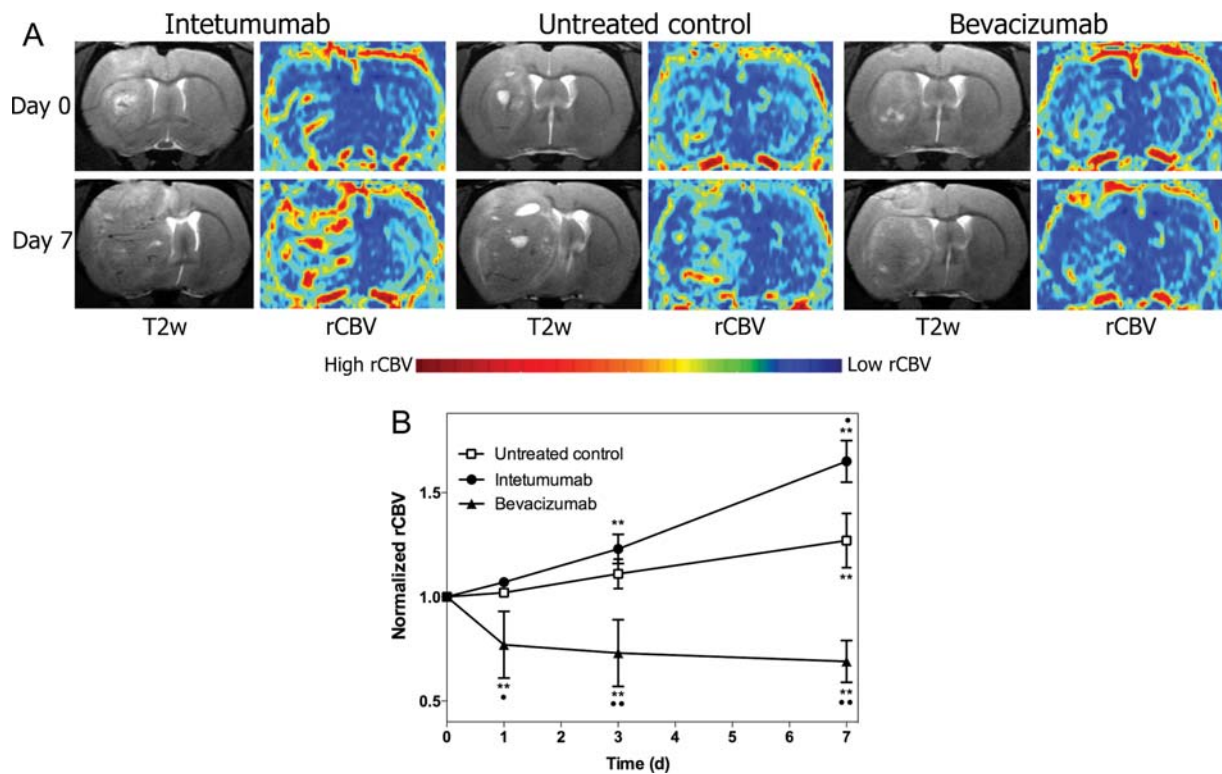 A
Intetumumab Untreated control Bevacizumab
Day 0
Day 7
T2w rCBV T2w rCBV T2w rCBV
High rCBV Low rCBV
B
Untreated control
Intetumumab
Bevacizumab
Normalized rCBV
1.5
1.0
0.5
•
**
**
**
**
•
**
••
**
••
0 1 2 3 4 5 6 7
Time (d)